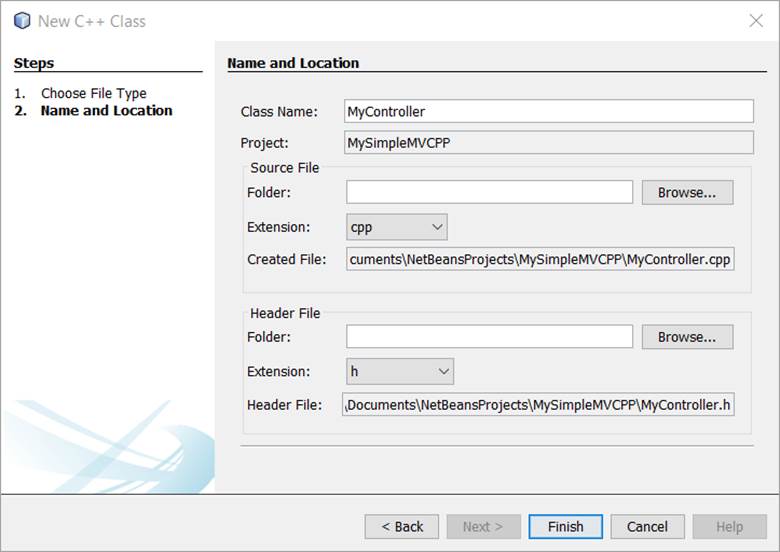 New C++ Class
Steps
1. Choose File Type
2. Name and Location
Name and Location
Class Name: MyController
Project: MySimpleMVCPP
Source File
Folder: Browse...
Extension: cpp
Created File: cuments\NetBeansProjects\MySimpleMVCPP\MyController.cpp
Header File
Folder: Browse...
Extension: h
Header File: \Documents\NetBeansProjects\MySimpleMVCPP\MyController.h
< Back Next > Finish Cancel Help